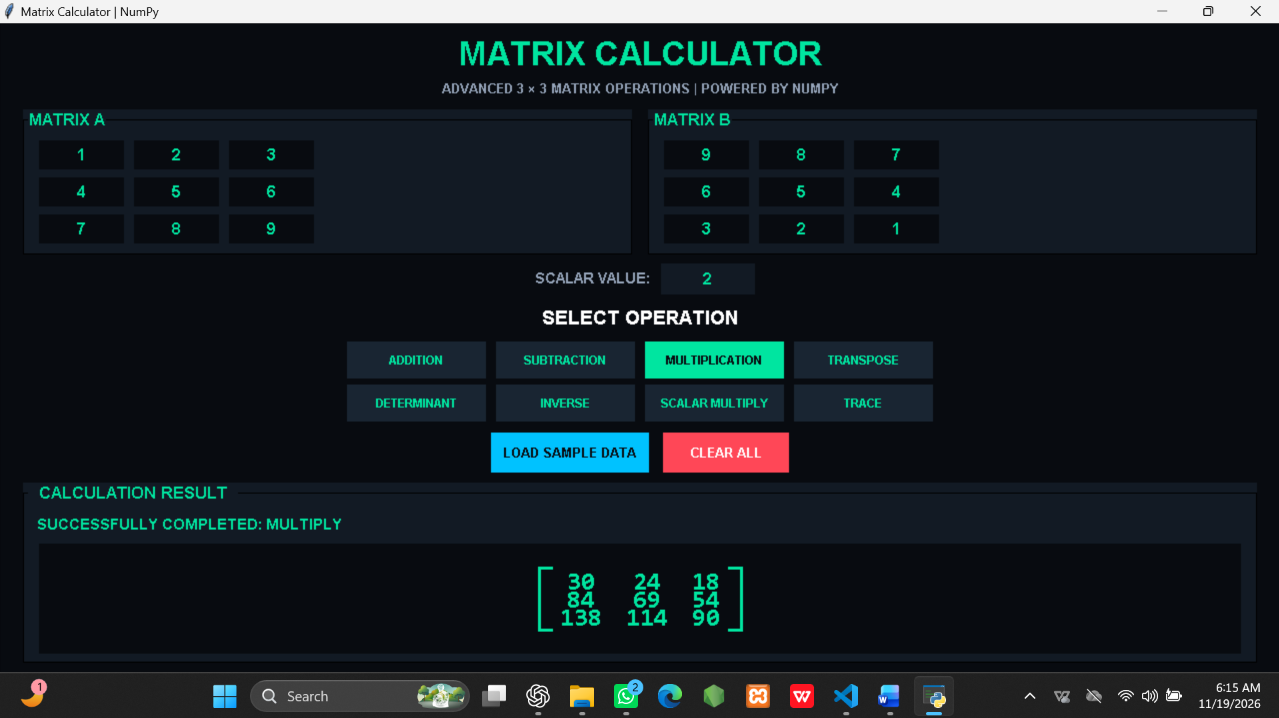 Matrix Calculator | NumPy
MATRIX CALCULATOR
ADVANCED 3 × 3 MATRIX OPERATIONS | POWERED BY NUMPY
MATRIX A
1 2 3
4 5 6
7 8 9
MATRIX B
9 8 7
6 5 4
3 2 1
SCALAR VALUE: 2
SELECT OPERATION
ADDITION SUBTRACTION MULTIPLICATION TRANSPOSE
DETERMINANT INVERSE SCALAR MULTIPLY TRACE
LOAD SAMPLE DATA CLEAR ALL
CALCULATION RESULT
SUCCESSFULLY COMPLETED: MULTIPLY
30 24 18
84 69 54
138 114 90
1
Search
2
W
W
6:15 AM
11/19/2026